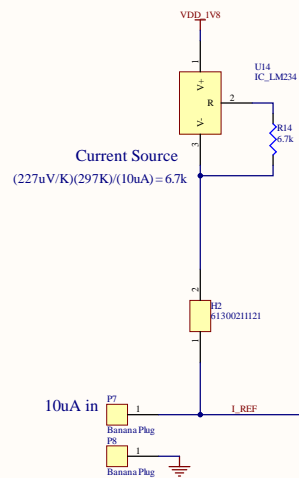 VDD_1V8
1
U14
IC_LM234
V+
R
2
V-
R14
6.7k
3
Current Source
(227uV/K)(297K)/(10uA)=6.7k
2
H2
61300211121
1
P7
10uA in
1
I_REF
Banana Plug
P8
1
Banana Plug